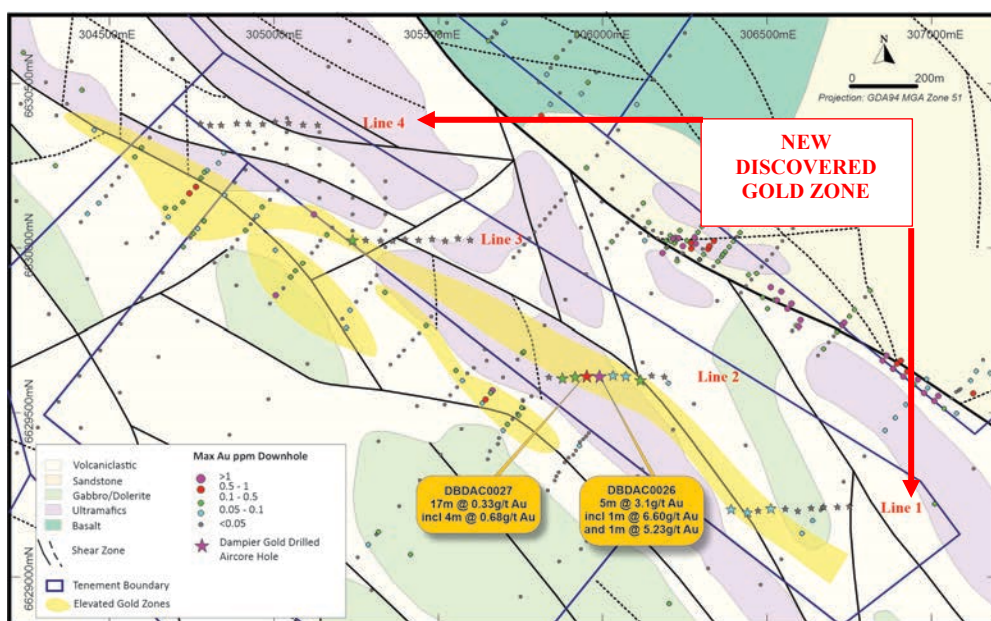 304500mE
305000mE
305500mE
306000mE
306500mE
307000mE
N
0 200m
Projection: GDA94 MGA Zone 51
6630500mN
6630000mN
6629500mN
6629000mN
Line 4
NEW
DISCOVERED
GOLD ZONE
Line 3
Line 2
Line 1
DBDAC0027
17m @ 0.33g/t Au
incl 4m @ 0.68g/t Au
DBDAC0026
5m @ 3.1g/t Au
incl 1m @ 6.60g/t Au
and 1m @ 5.23g/t Au
Volcaniclastic
Sandstone
Gabbro/Dolerite
Ultramafics
Basalt
Shear Zone
Tenement Boundary
Elevated Gold Zones
Max Au ppm Downhole
>1
0.5 - 1
0.1 - 0.5
0.05 - 0.1
<0.05
Dampier Gold Drilled
Aircore Hole